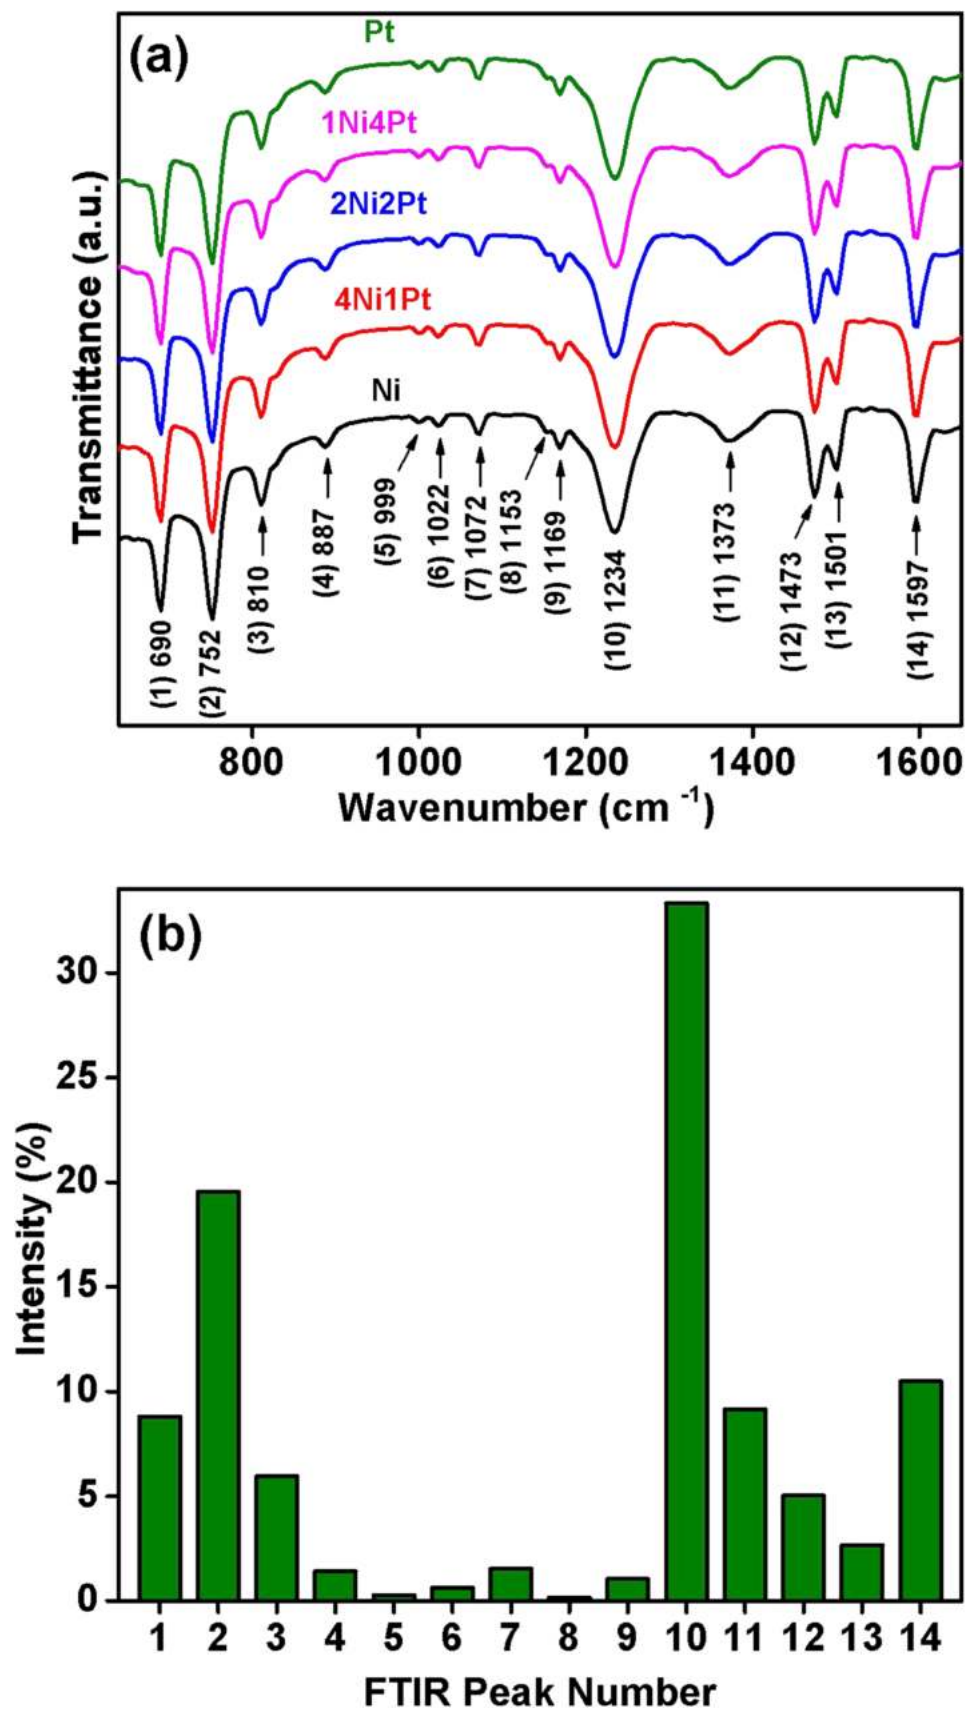 (a)
Pt
1Ni4Pt
2Ni2Pt
4Ni1Pt
Ni
Transmittance (a.u.)
(1) 690
(2) 752
(3) 810
(4) 887
(5) 999
(6) 1022
(7) 1072
(8) 1153
(9) 1169
(10) 1234
(11) 1373
(12) 1473
(13) 1501
(14) 1597
800 1000 1200 1400 1600
Wavenumber (cm -1)
(b)
Intensity (%)
30
25
20
15
10
5
0
1 2 3 4 5 6 7 8 9 10 11 12 13 14
FTIR Peak Number